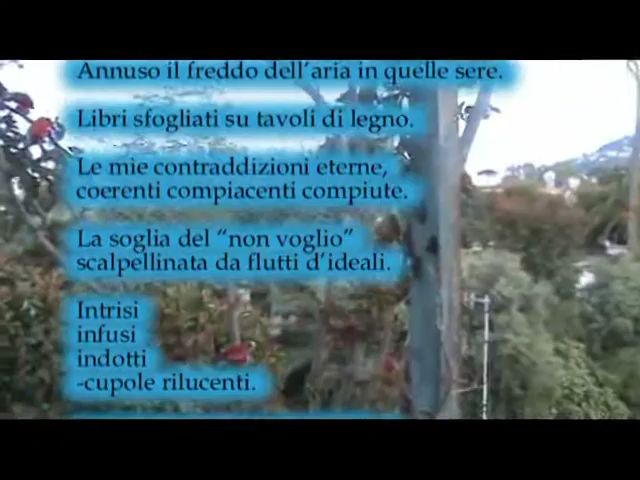 Annuso il freddo dell'aria in quelle sere.
Libri sfogliati su tavoli di legno.
Le mie contraddizioni eterne,
coerenti compiacenti compiute.
La soglia del “non voglio”
scalpellinata da flutti d'ideali.
Intrisi
infusi
indotti
-cupole rilucenti.